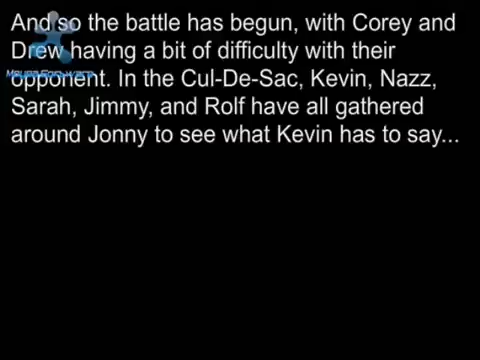 And so the battle has begun, with Corey and
Drew having a bit of difficulty with their
opponent. In the Cul-De-Sac, Kevin, Nazz,
Sarah, Jimmy, and Rolf have all gathered
around Jonny to see what Kevin has to say...